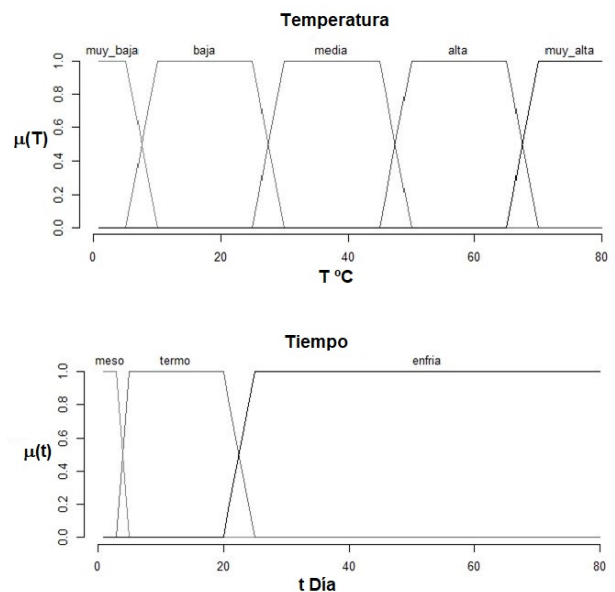 Temperatura
muy_baja baja media alta muy_alta
1.0
0.8
0.6
0.4
0.2
0.0
μ(T)
0 20 40 60 80
T ºC
Tiempo
meso termo enfria
1.0
0.8
0.6
0.4
0.2
0.0
μ(t)
0 20 40 60 80
t Día